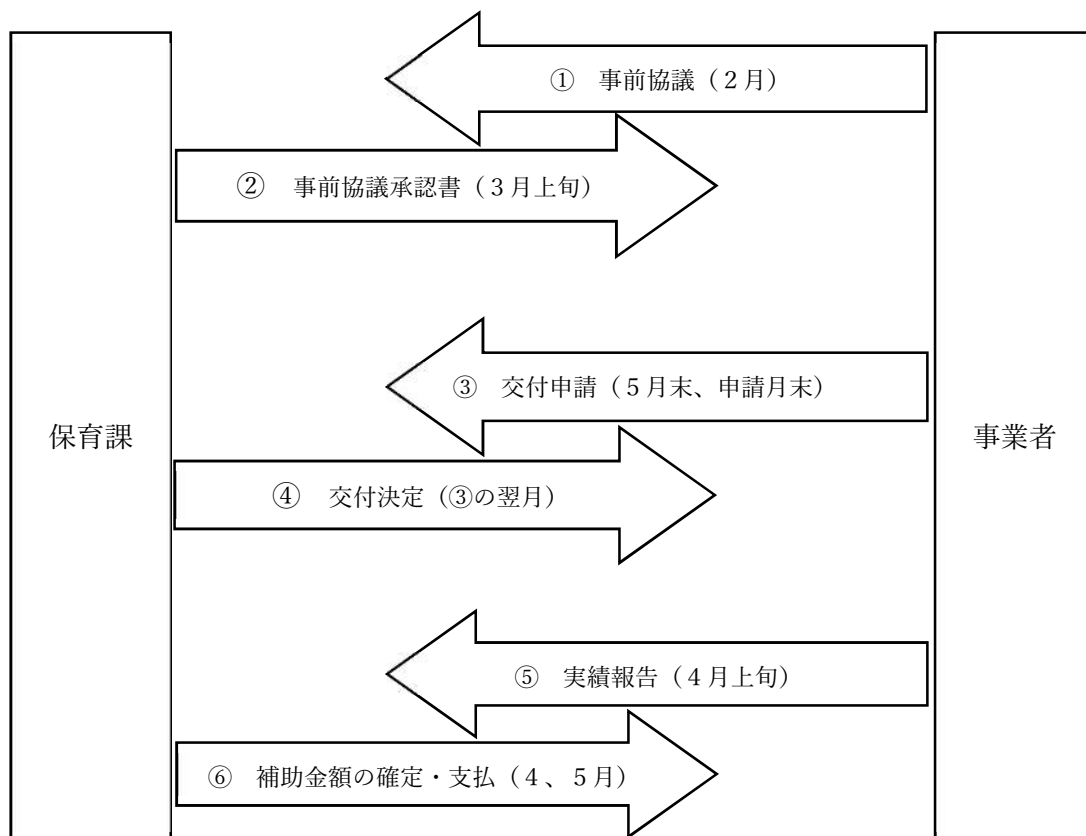 ① 事前協議（２月）
② 事前協議承認書（３月上旬）
③ 交付申請（５月末、申請月末）
保育課
事業者
④ 交付決定（③の翌月）
⑤ 実績報告（４月上旬）
⑥ 補助金額の確定・支払（４、５月）